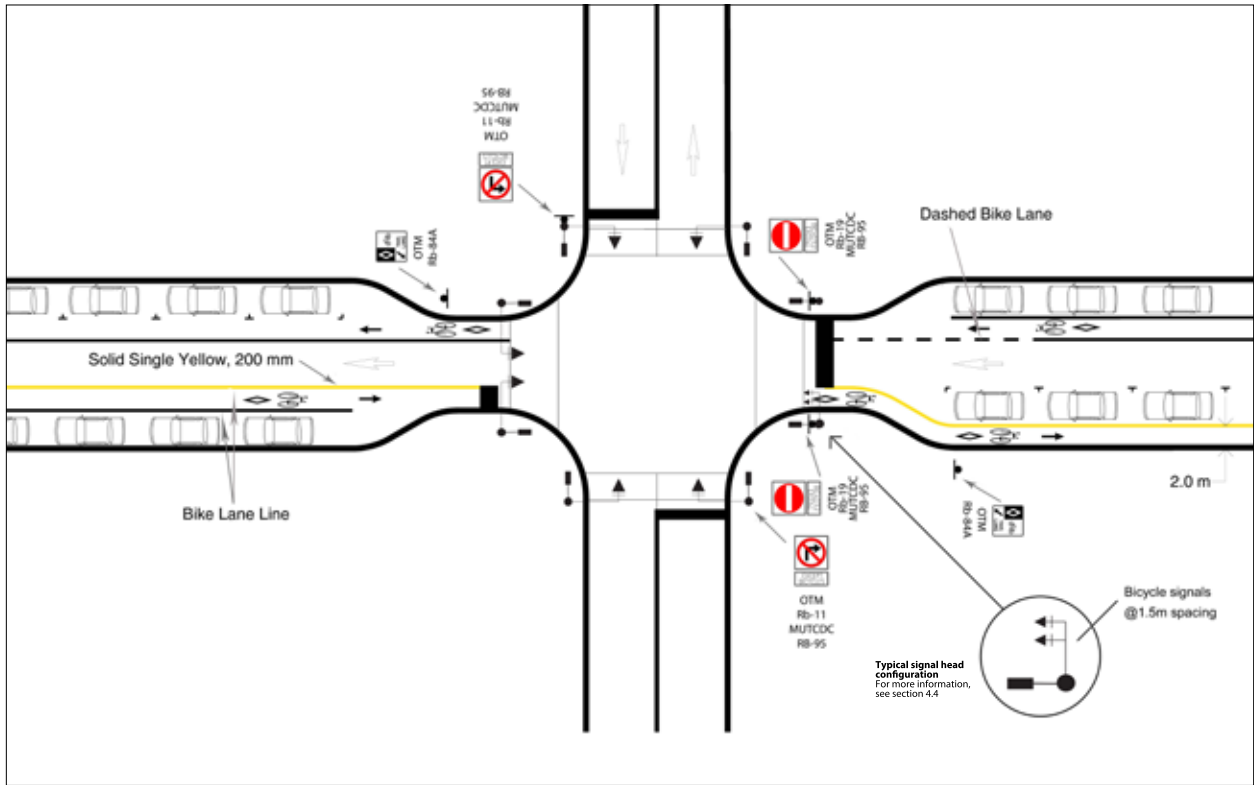 OTM
Rb-11
MUTCDC
RB-95
OTM
Rb-84A
OTM
Rb-19
MUTCDC
RB-95
Dashed Bike Lane
Solid Single Yellow, 200 mm
Bike Lane Line
2.0 m
OTM
Rb-19
MUTCDC
RB-95
OTM
Rb-84A
OTM
Rb-11
MUTCDC
RB-95
Bicycle signals
@1.5m spacing
Typical signal head
configuration
For more information,
see section 4.4